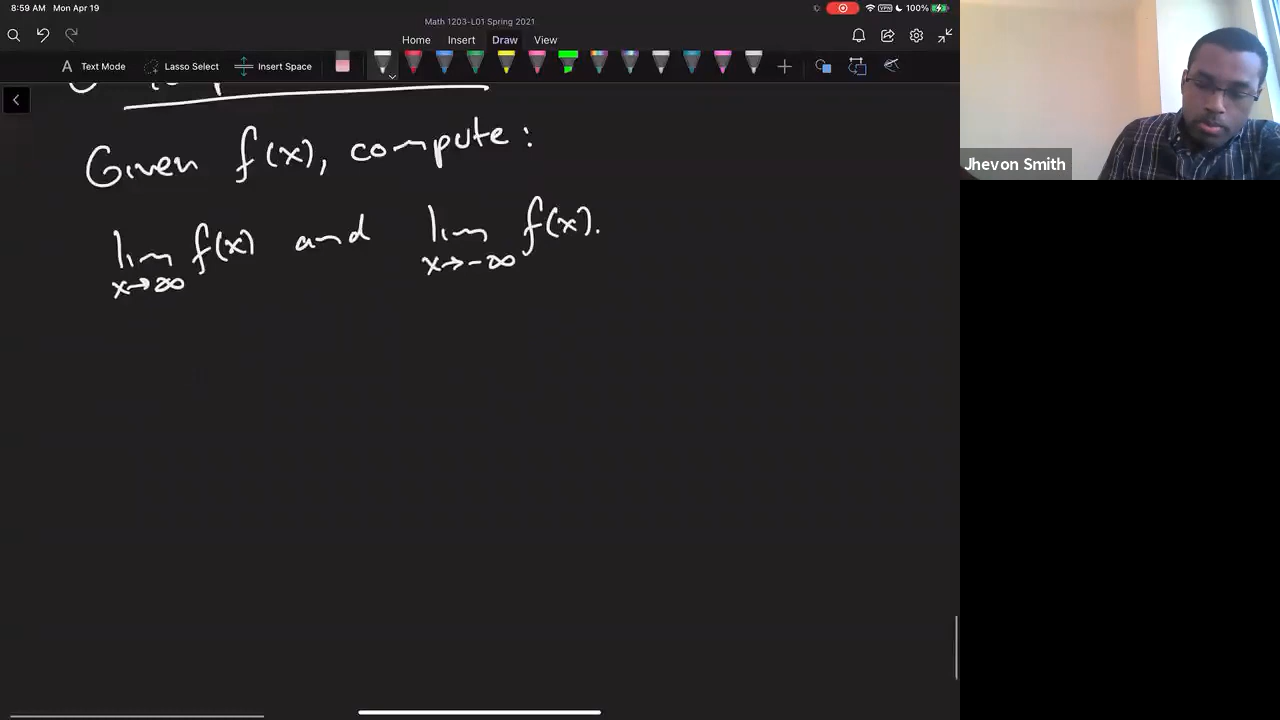 8:59 AM Mon Apr 19
100%
Math 1203-L01 Spring 2021
Home Insert Draw View
Text Mode Lasso Select Insert Space
Given f(x), compute:
lim f(x) and lim f(x).
x→∞ x→-∞
Jhevon Smith